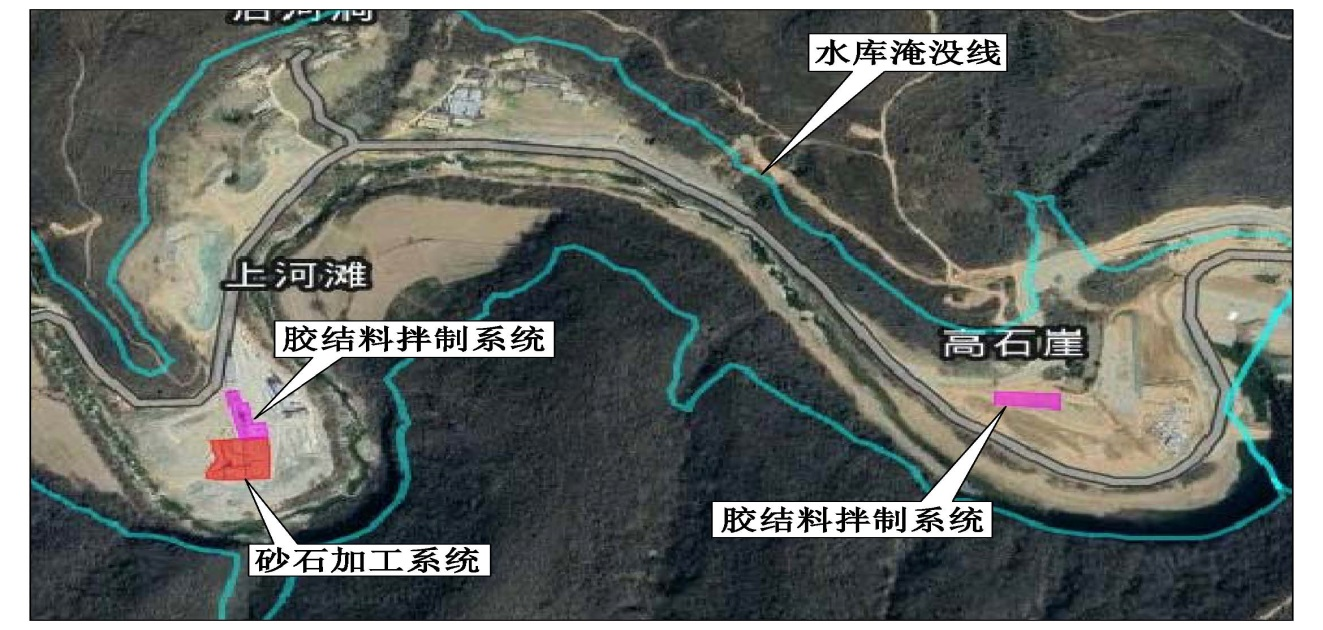 水库淹没线
上河滩
胶结料拌制系统
高石崖
胶结料拌制系统
砂石加工系统